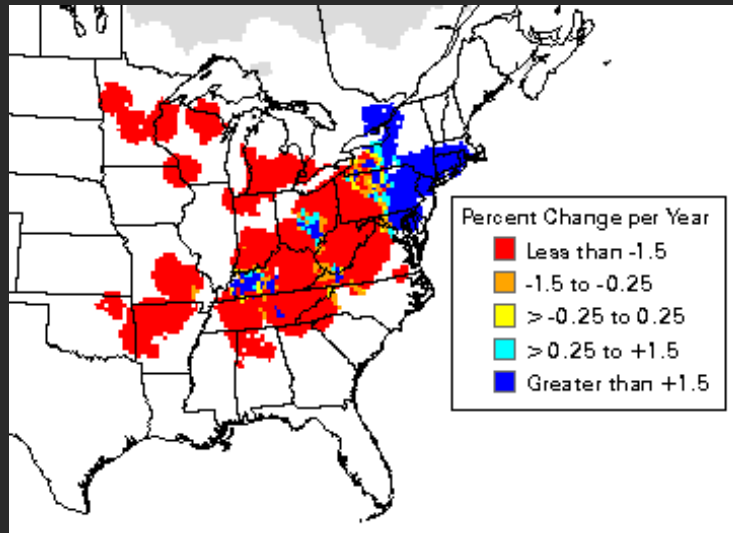 Percent Change per Year
Less than -1.5
-1.5 to -0.25
> -0.25 to 0.25
> 0.25 to +1.5
Greater than +1.5